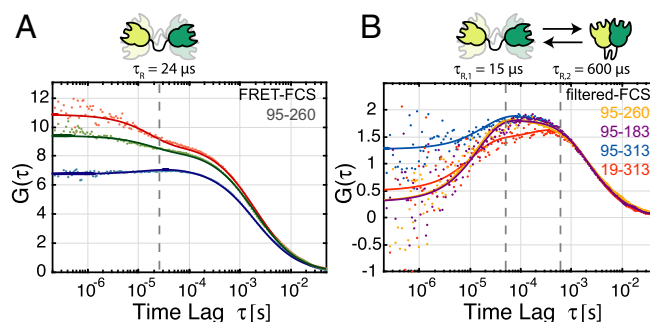 A
τR = 24 µs
FRET-FCS
95-260
G(τ)
12
10
8
6
4
2
0
10-6
10-5
10-4
10-3
10-2
Time Lag τ[s]
B
τR,1 = 15 µs
τR,2 = 600 µs
filtered-FCS
95-260
95-183
95-313
19-313
G(τ)
2
1.5
1
0.5
0
-0.5
-1
10-6
10-5
10-4
10-3
10-2
Time Lag τ[s]